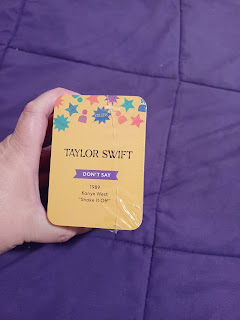 TAYLOR SWIFT
DON'T SAY
1989
Kanye West
"Shake It Off"